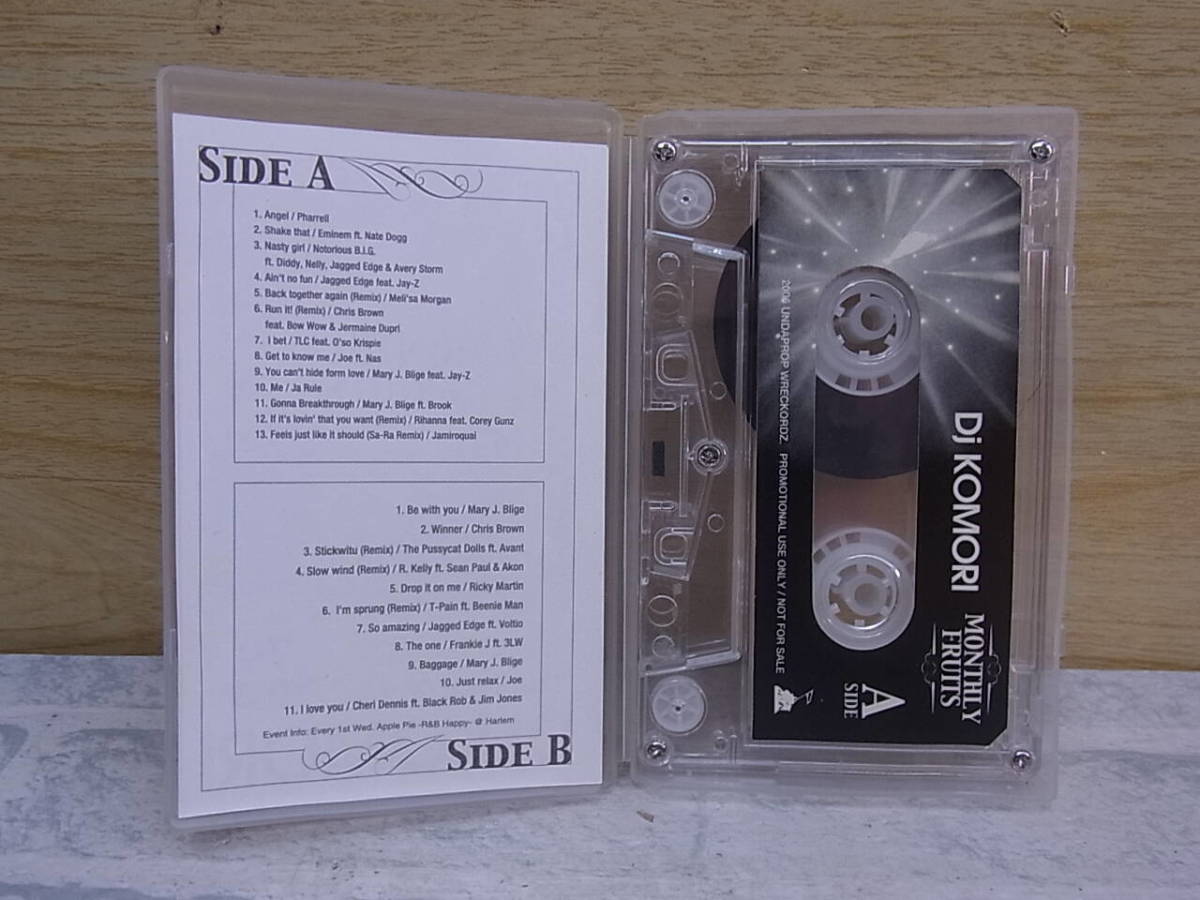 SIDE A
1. Angel / Pharrell
2. Shake that / Eminem ft. Nate Dogg
3. Nasty girl / Notorious B.I.G.
ft. Diddy, Nelly, Jagged Edge & Avery Storm
4. Ain't no fun / Jagged Edge feat. Jay-Z
5. Back together again (Remix) / Meli'sa Morgan
6. Run it! (Remix) / Chris Brown
feat. Bow Wow & Jermaine Dupri
7. I bet / TLC feat. O'so Krispie
8. Get to know me / Joe ft. Nas
9. You can't hide form love / Mary J. Blige feat. Jay-Z
10. Me / Ja Rule
11. Gonna Breakthrough / Mary J. Blige ft. Brook
12. If it's lovin' that you want (Remix) / Rihanna feat. Corey Gunz
13. Feels just like it should (Sa-Ra Remix) / Jamiroquai
1. Be with you / Mary J. Blige
2. Winner / Chris Brown
3. Stickwitu (Remix) / The Pussycat Dolls ft. Avant
4. Slow wind (Remix) / R. Kelly ft. Sean Paul & Akon
5. Drop it on me / Ricky Martin
6. I'm sprung (Remix) / T-Pain ft. Beenie Man
7. So amazing / Jagged Edge ft. Voltio
8. The one / Frankie J ft. 3LW
9. Baggage / Mary J. Blige
10. Just relax / Joe
11. I love you / Cheri Dennis ft. Black Rob & Jim Jones
Event Info: Every 1st Wed. Apple Pie -R&B Happy- @ Harlem
SIDE B
Dj KOMORI
MONTHLY
FRUITS
A
SIDE
2006 UNDAPROP WRECKORDZ. PROMOTIONAL USE ONLY / NOT FOR SALE